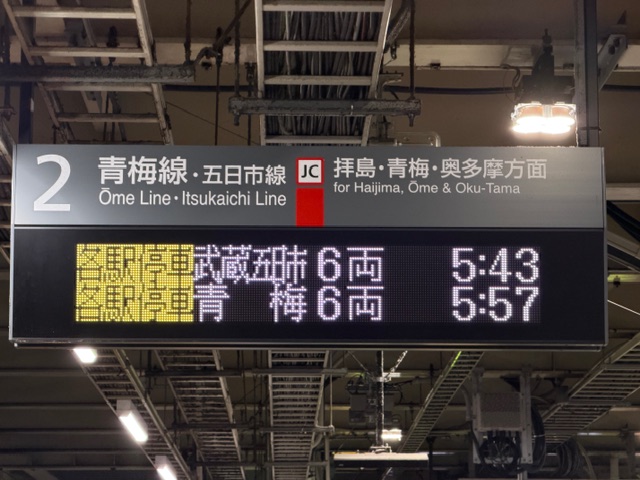 2 青梅線・五日市線 JC 拝島・青梅・奥多摩方面
Ōme Line・Itsukaichi Line for Haijima, Ōme & Oku-Tama
各駅停車 武蔵五日市 6両 5:43
各駅停車 青梅 6両 5:57